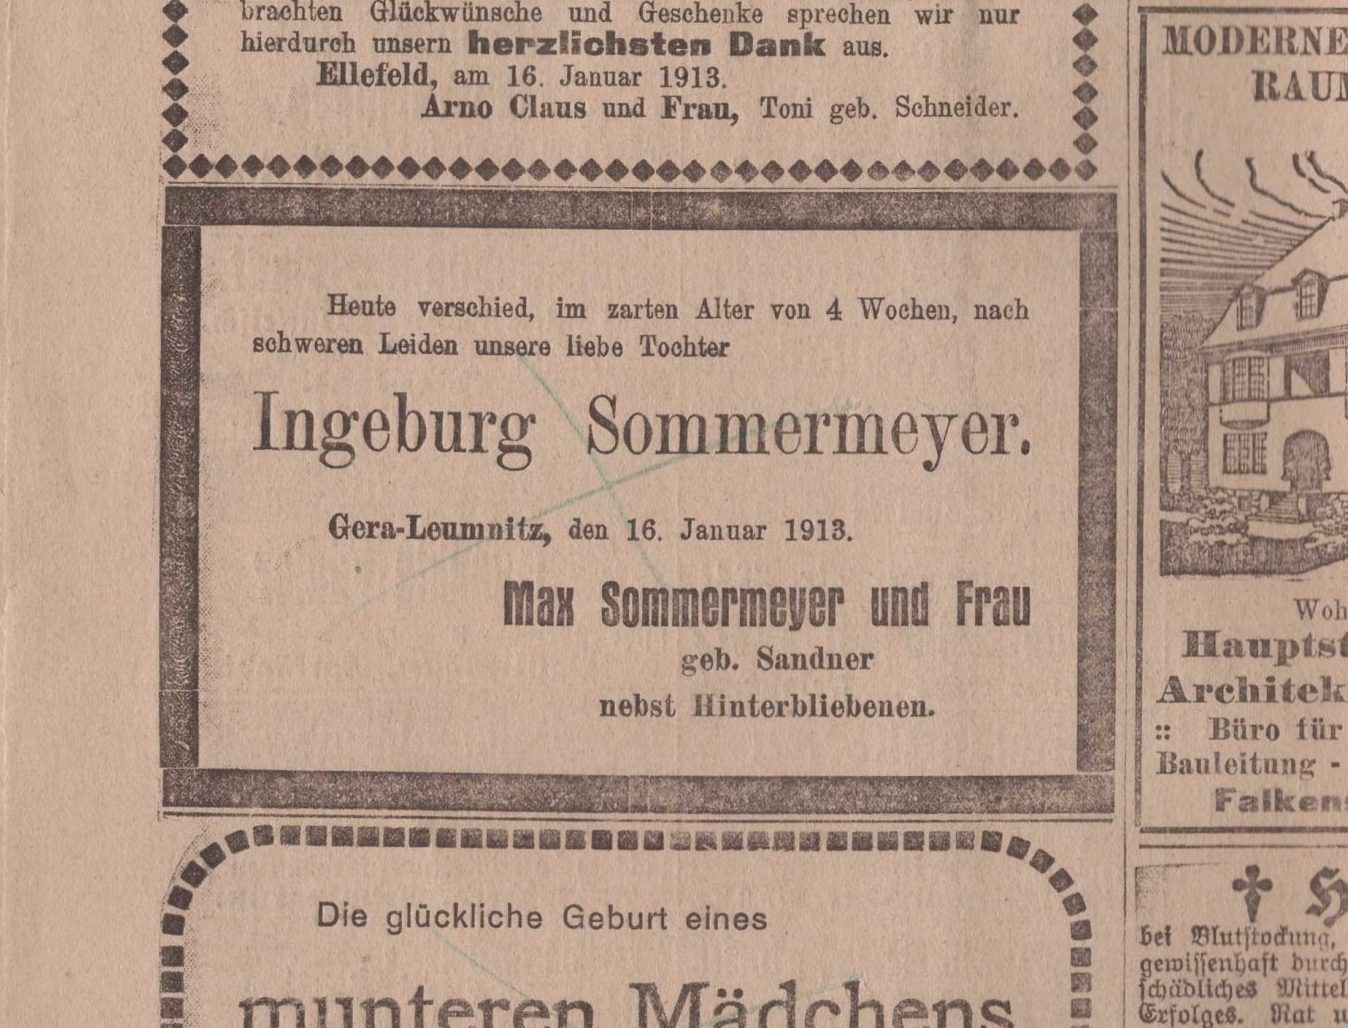 brachten Glückwünsche und Geschenke sprechen wir nur
hierdurch unsern herzlichsten Dank aus.
Ellefeld, am 16. Januar 1913.
Arno Claus und Frau, Toni geb. Schneider.
Heute verschied, im zarten Alter von 4 Wochen, nach
schweren Leiden unsere liebe Tochter
Ingeburg Sommermeyer.
Gera-Leumnitz, den 16. Januar 1913.
Max Sommermeyer und Frau
geb. Sandner
nebst Hinterbliebenen.
Die glückliche Geburt eines
munteren Mädchens
MODERNE
RAUM
Woh
Hauptst
Architek
:: Büro für
Bauleitung -
Falkens
† H
bei Blutstockung,
gewissenhaft durch
schädliches Mittel
Erfolges. Rat u